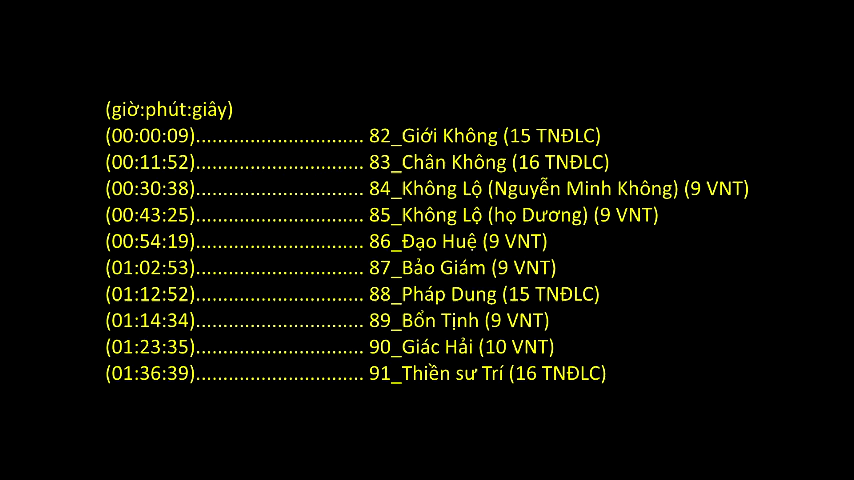 (giờ:phút:giây)
(00:00:09)............................... 82_Giới Không (15 TNĐLC)
(00:11:52)............................... 83_Chân Không (16 TNĐLC)
(00:30:38)............................... 84_Không Lộ (Nguyễn Minh Không) (9 VNT)
(00:43:25)............................... 85_Không Lộ (họ Dương) (9 VNT)
(00:54:19)............................... 86_Đạo Huệ (9 VNT)
(01:02:53)............................... 87_Bảo Giám (9 VNT)
(01:12:52)............................... 88_Pháp Dung (15 TNĐLC)
(01:14:34)............................... 89_Bổn Tịnh (9 VNT)
(01:23:35)............................... 90_Giác Hải (10 VNT)
(01:36:39)............................... 91_Thiền sư Trí (16 TNĐLC)